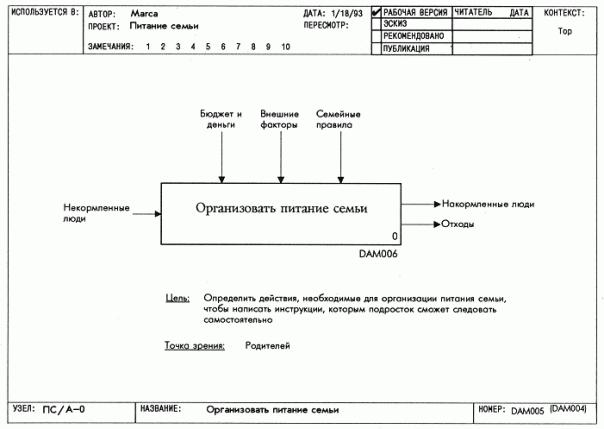 ИСПОЛЬЗУЕТСЯ В:
АВТОР: Marca
ДАТА: 1/18/93
ПРОЕКТ: Питание семьи
ПЕРЕСМОТР:
ЗАМЕЧАНИЯ: 1 2 3 4 5 6 7 8 9 10
РАБОЧАЯ ВЕРСИЯ
ЧИТАТЕЛЬ ДАТА
ЭСКИЗ
РЕКОМЕНДОВАНО
ПУБЛИКАЦИЯ
КОНТЕКСТ:
Top
Бюджет и
деньги
Внешние
факторы
Семейные
правила
Некормленные
люди
Организовать питание семьи
0
Накормленные люди
Отходы
DAM006
Цель: Определить действия, необходимые для организации питания семьи,
чтобы написать инструкции, которым подросток сможет следовать
самостоятельно
Точка зрения: Родителей
УЗЕЛ: ПС/А-0
НАЗВАНИЕ: Организовать питание семьи
НОМЕР: DAM005 (DAM004)